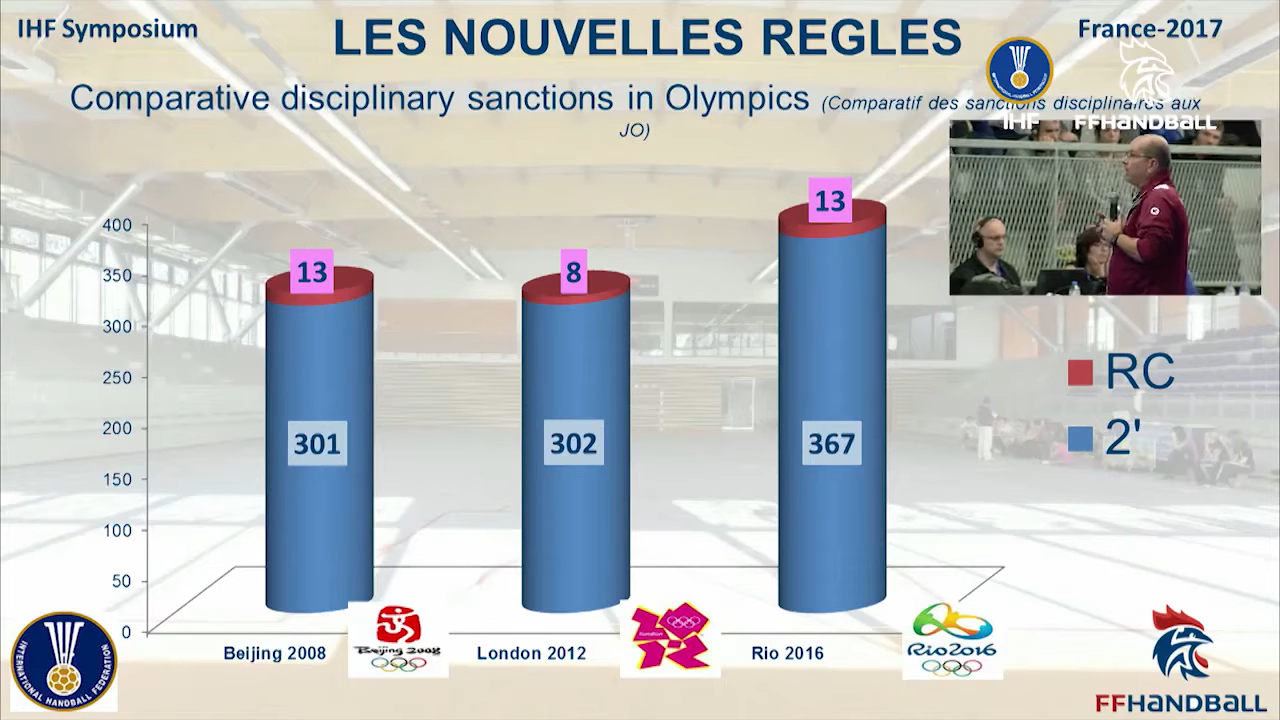 IHF Symposium
LES NOUVELLES REGLES
France-2017
Comparative disciplinary sanctions in Olympics (Comparatif des sanctions disciplinaires aux
JO)
IHF
FFHANDBALL
400
350
300
250
200
150
100
50
0
13
8
13
301
302
367
RC
2'
Beijing 2008
London 2012
Rio 2016
Beijing 2008
Rio2016
INTERNATIONAL HANDBALL FEDERATION
FFHANDBALL